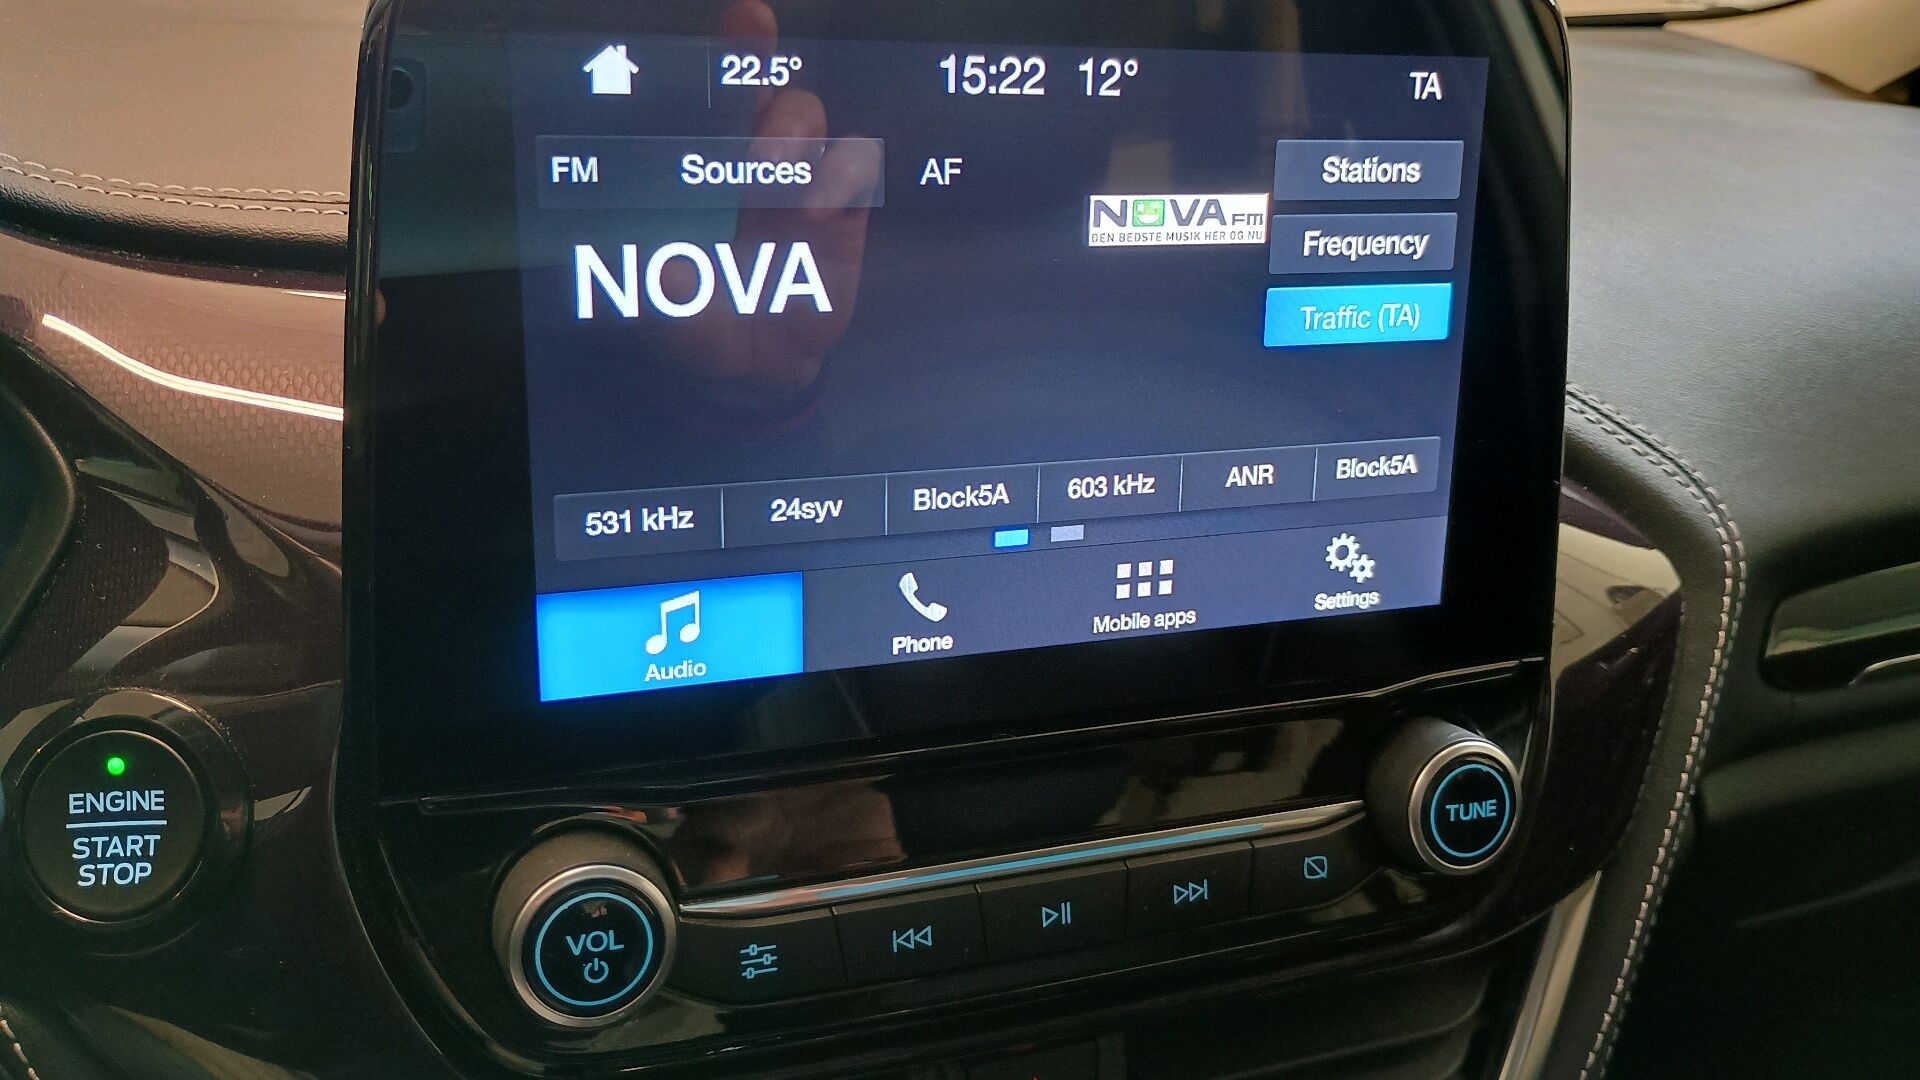 22.5° 15:22 12° TA
FM Sources AF Stations
NOVA FM
DEN BEDSTE MUSIK HER OG NU
Frequency
NOVA
Traffic (TA)
531 kHz 24syv Block5A 603 kHz ANR Block5A
Audio Phone Mobile apps Settings
ENGINE
START
STOP
VOL
TUNE